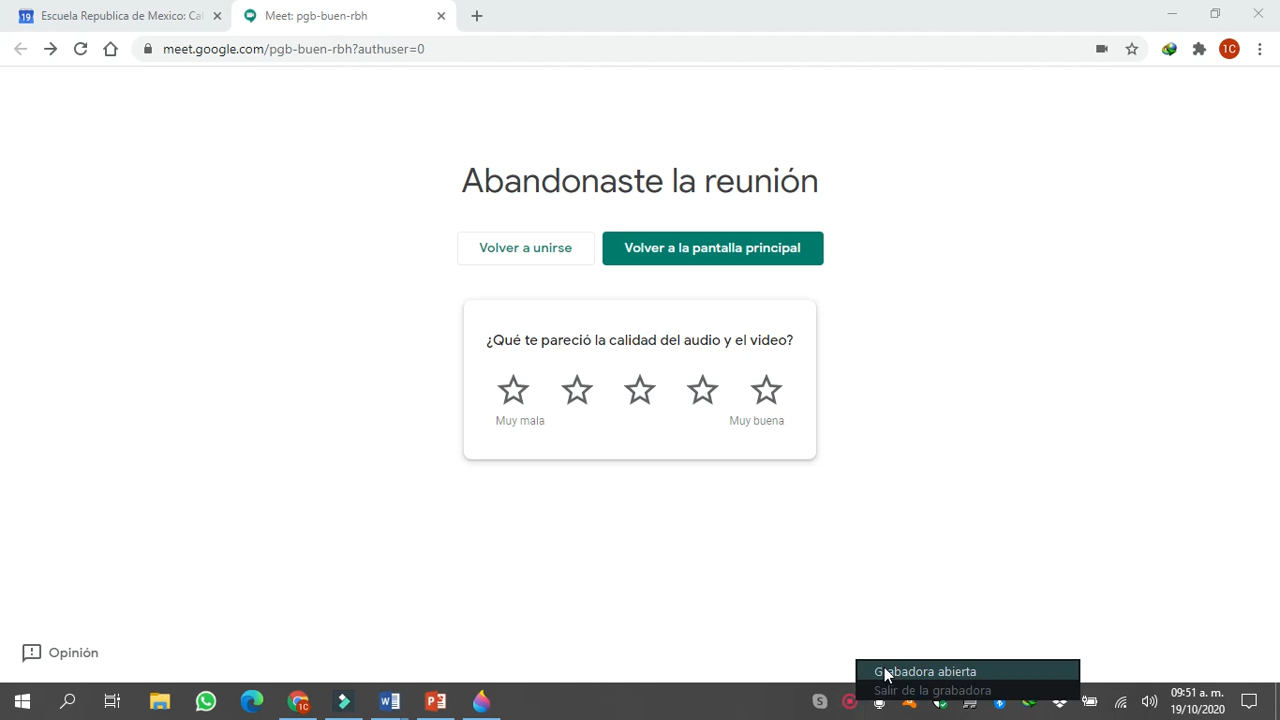 Escuela Republica de Mexico: Cal
Meet: pgb-buen-rbh
meet.google.com/pgb-buen-rbh?authuser=0
1C
Abandonaste la reunión
Volver a unirse
Volver a la pantalla principal
¿Qué te pareció la calidad del audio y el video?
Muy mala
Muy buena
Opinión
Grabadora abierta
Salir de la grabadora
09:51 a. m.
19/10/2020